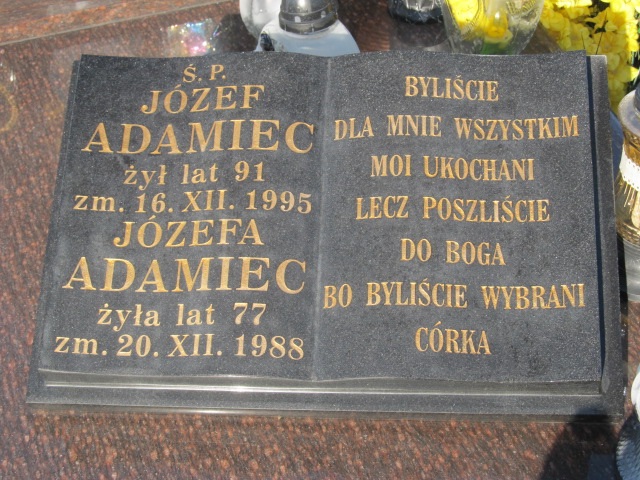 Ś. P.
JÓZEF
ADAMIEC
żył lat 91
zm. 16. XII. 1995
JÓZEFA
ADAMIEC
żyła lat 77
zm. 20. XII. 1988
BYLIŚCIE
DLA MNIE WSZYSTKIM
MOI UKOCHANI
LECZ POSZLIŚCIE
DO BOGA
BO BYLIŚCIE WYBRANI
CÓRKA